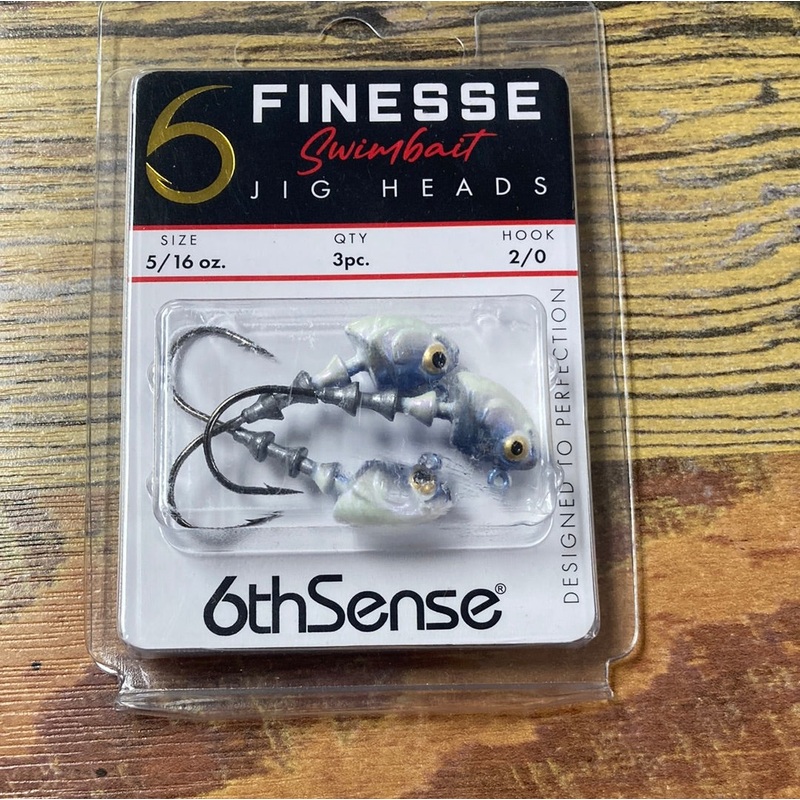 6 FINESSE
Swimbait
JIG HEADS
SIZE QTY HOOK
5/16 oz. 3pc. 2/0
DESIGNED TO PERFECTION
6thSense®